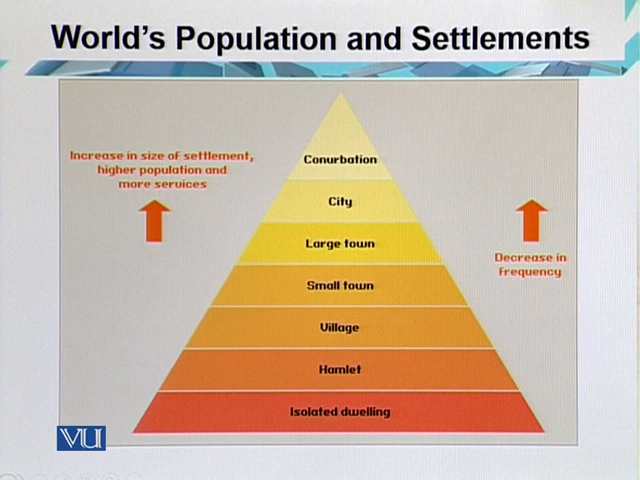 World's Population and Settlements
Increase in size of settlement,
higher population and
more services
Conurbation
City
Large town
Decrease in
frequency
Small town
Village
Hamlet
Isolated dwelling
VU